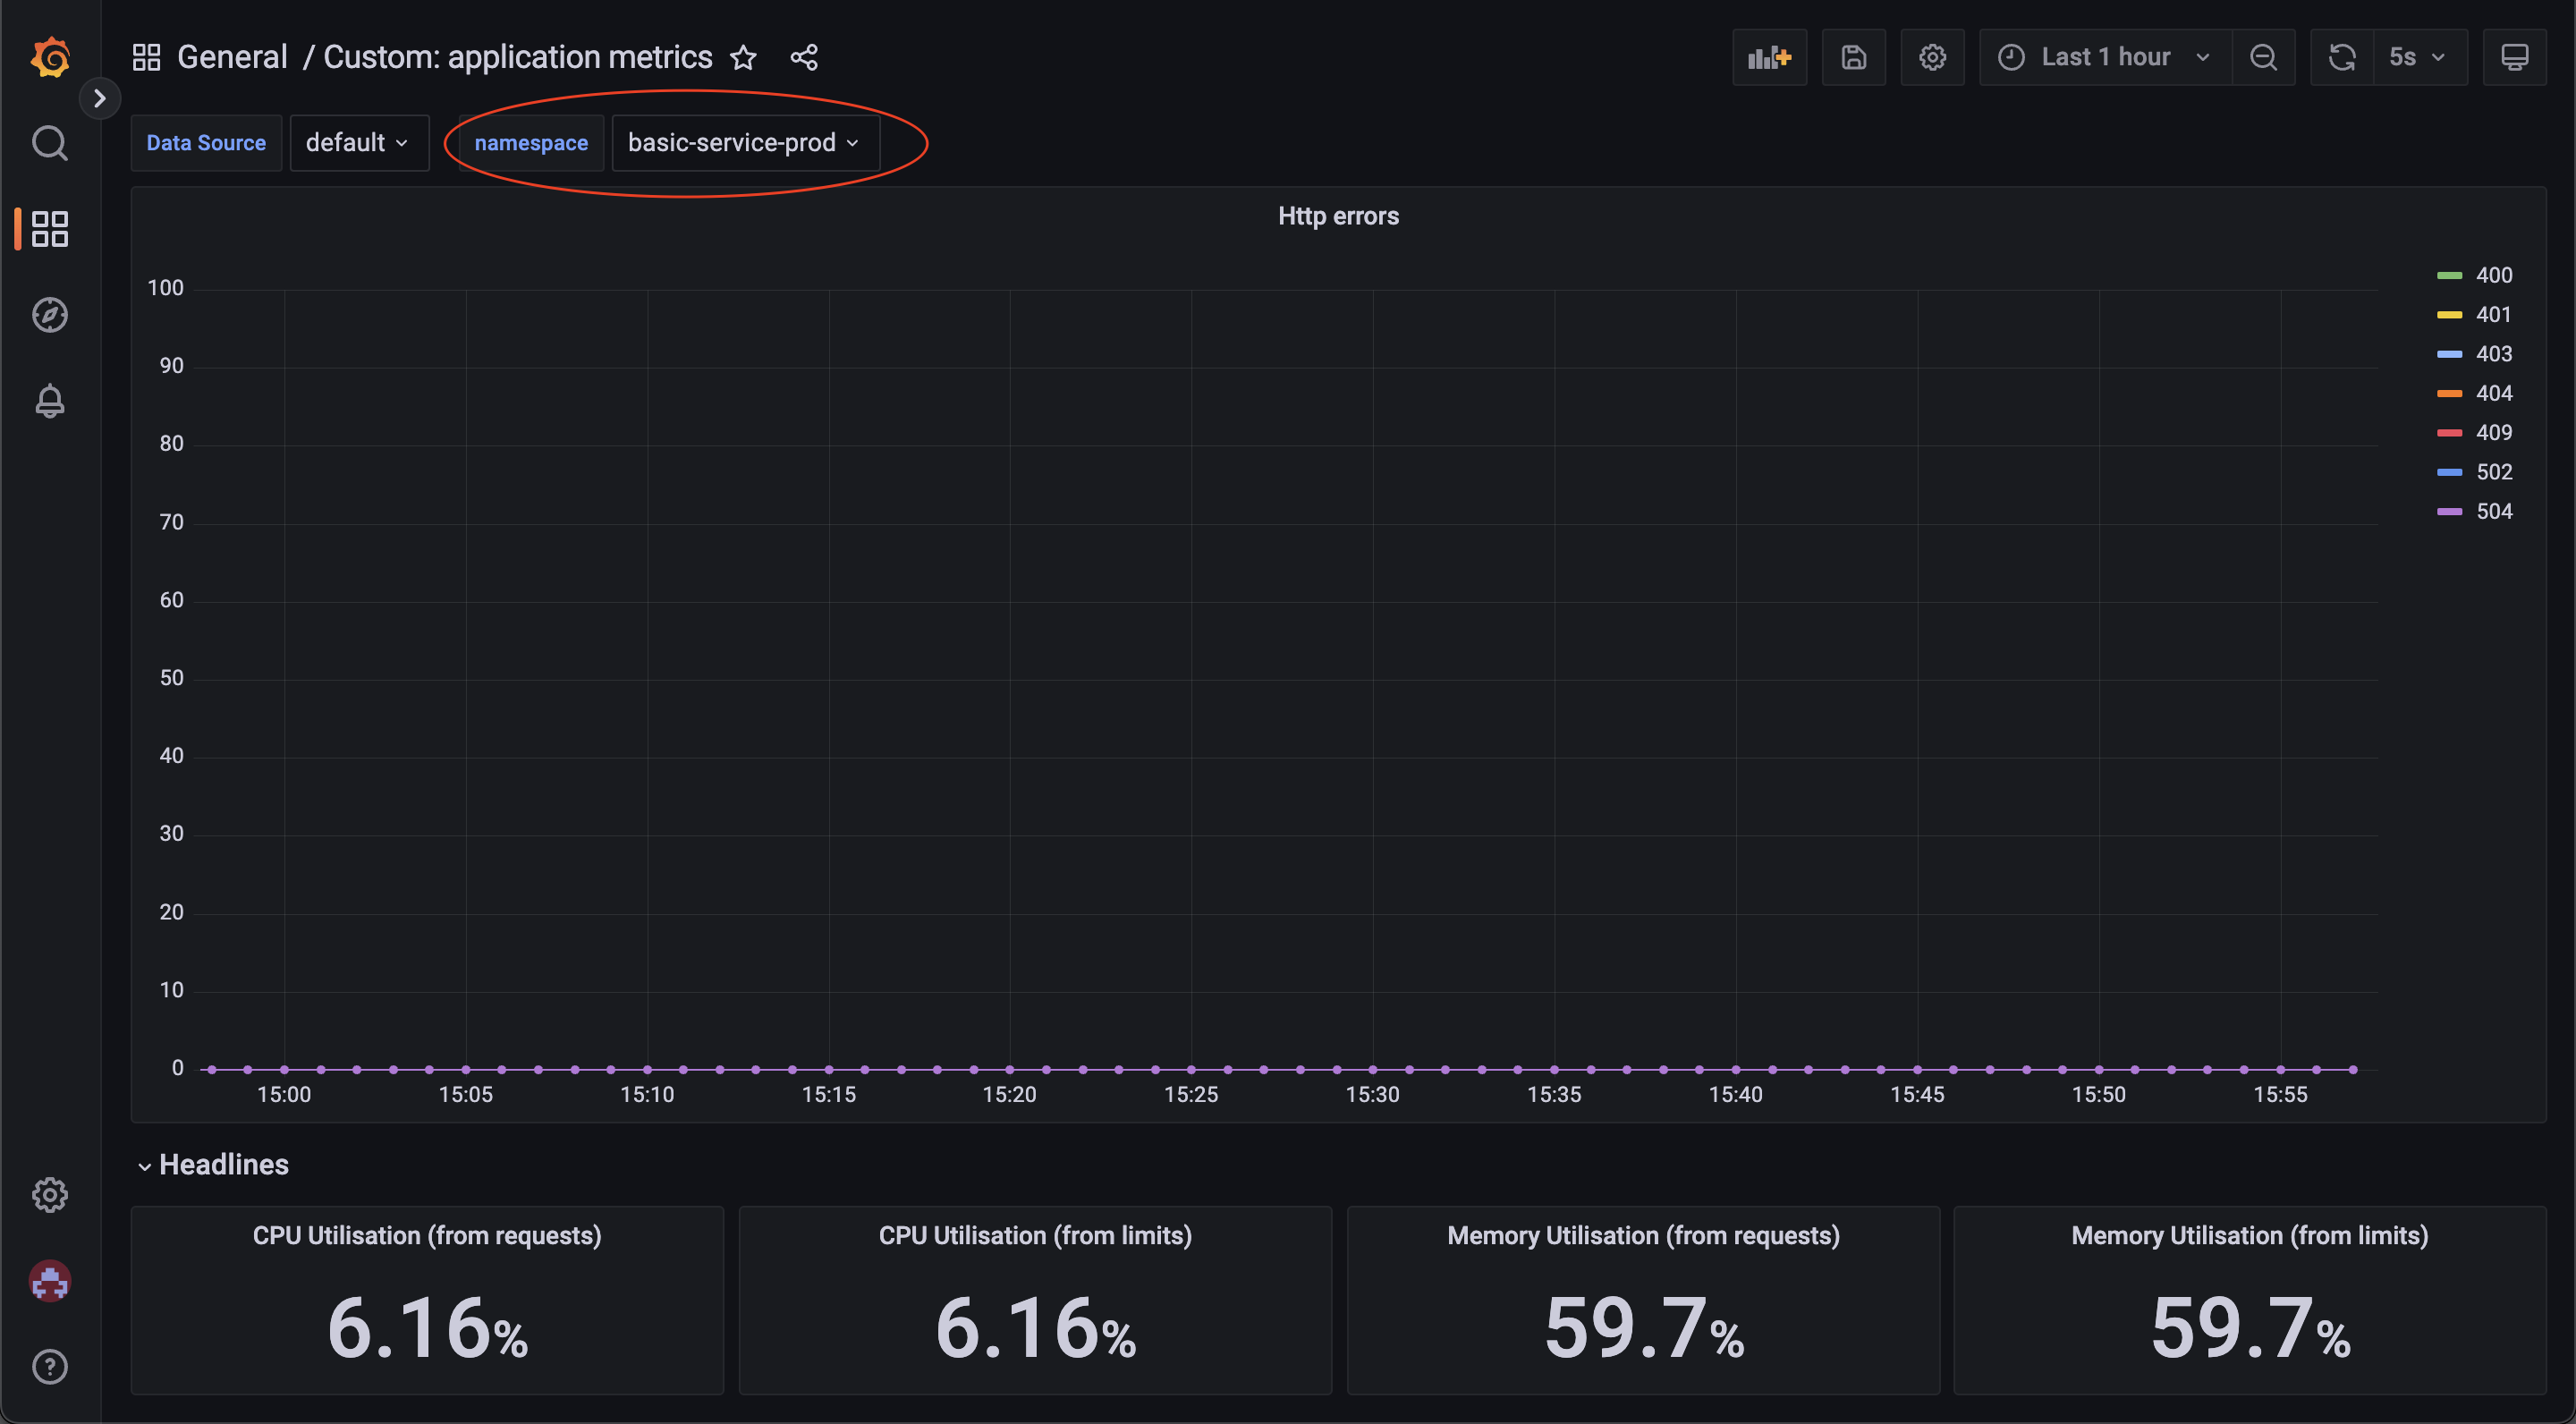 General / Custom: application metrics
Last 1 hour
5s
Data Source default namespace basic-service-prod
Http errors
100
90
80
70
60
50
40
30
20
10
0
15:00 15:05 15:10 15:15 15:20 15:25 15:30 15:35 15:40 15:45 15:50 15:55
400
401
403
404
409
502
504
Headlines
CPU Utilisation (from requests)
6.16%
CPU Utilisation (from limits)
6.16%
Memory Utilisation (from requests)
59.7%
Memory Utilisation (from limits)
59.7%